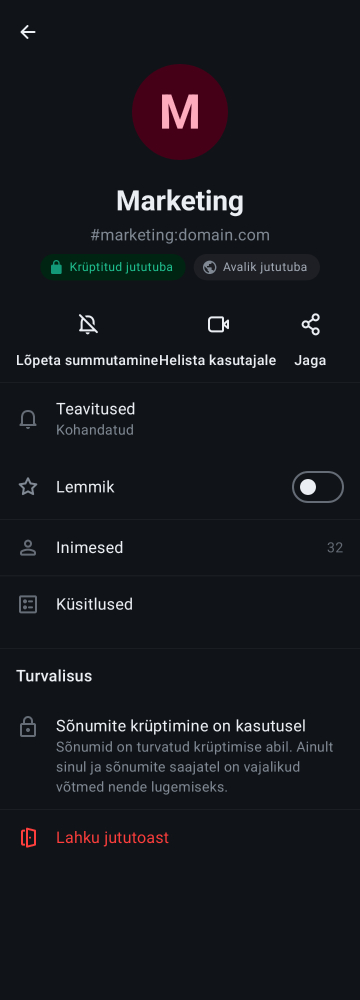 M
Marketing
#marketing:domain.com
Krüptitud jututuba Avalik jututuba
Lõpeta summutamine Helista kasutajale Jaga
Teavitused
Kohandatud
Lemmik
Inimesed 32
Küsitlused
Turvalisus
Sõnumite krüptimine on kasutusel
Sõnumid on turvatud krüptimise abil. Ainult
sinul ja sõnumite saajatel on vajalikud
võtmed nende lugemiseks.
Lahku jututoast